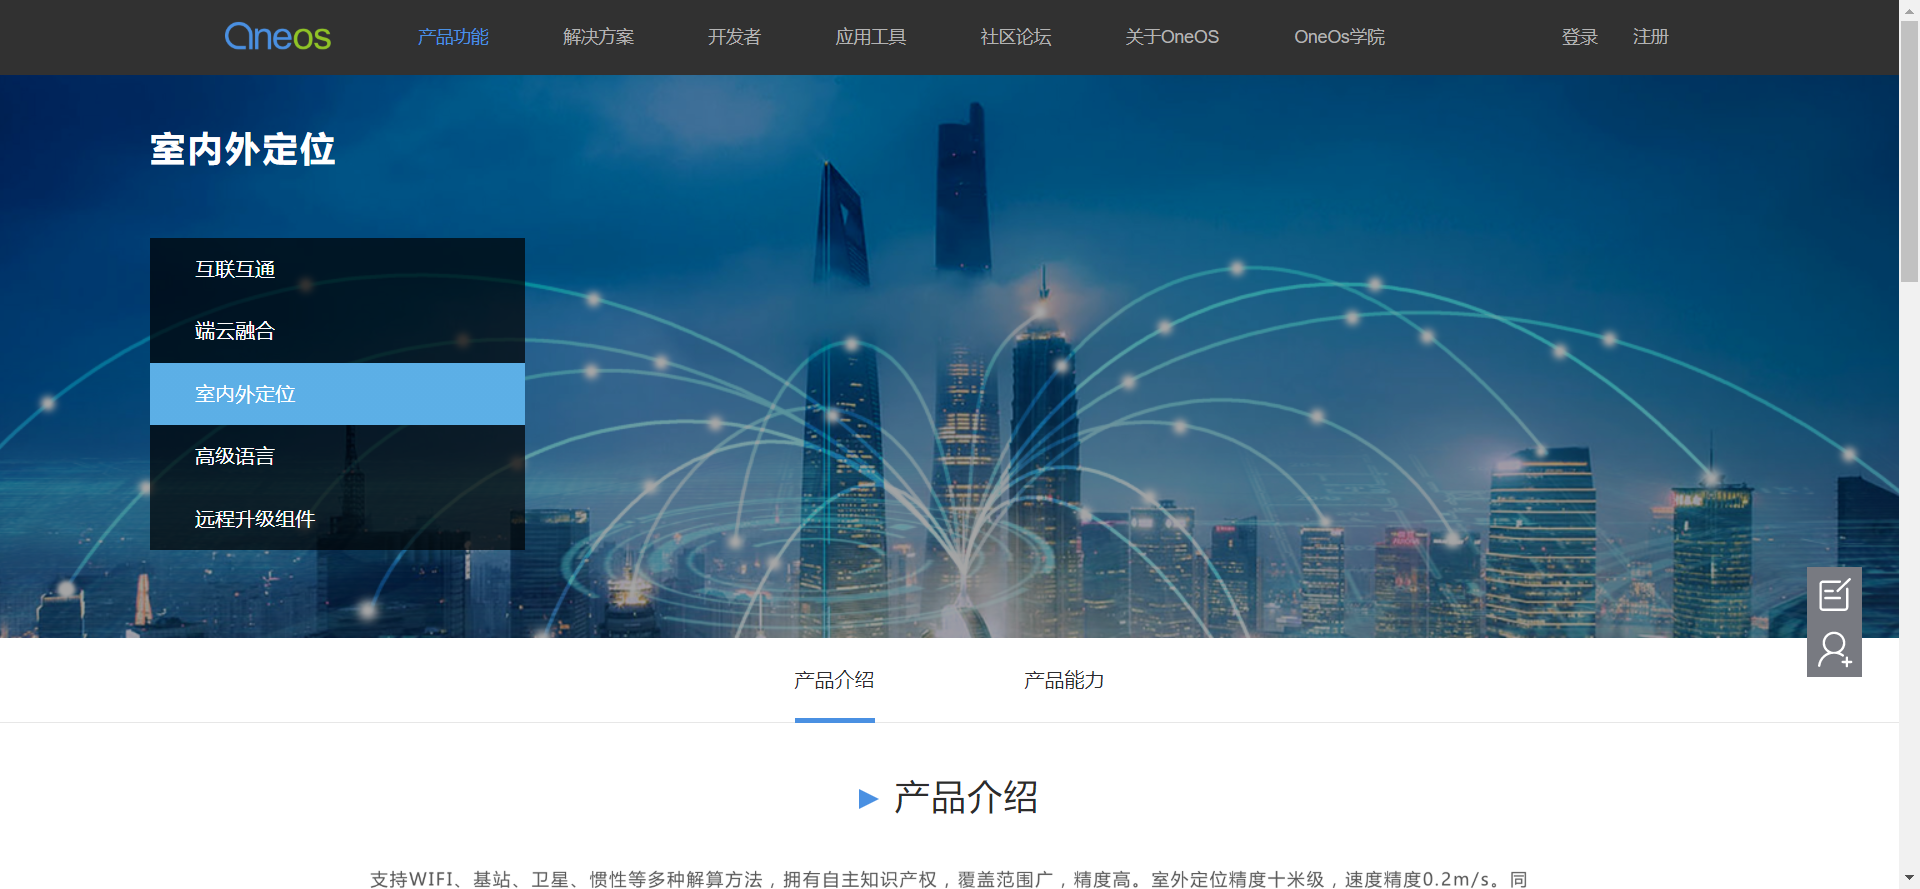 Oneos 产品功能 解决方案 开发者 应用工具 社区论坛 关于OneOS OneOs学院 登录 注册
室内外定位
互联互通
端云融合
室内外定位
高级语言
远程升级组件
产品介绍 产品能力
产品介绍
支持WIFI、基站、卫星、惯性等多种解算方法，拥有自主知识产权，覆盖范围广，精度高。室外定位精度十米级，速度精度0.2m/s。同